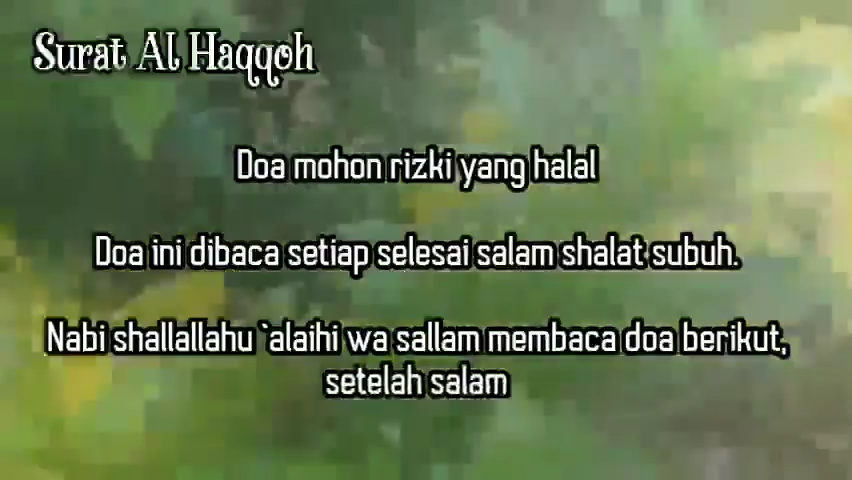 Surat Al Haqqoh
Doa mohon rizki yang halal
Doa ini dibaca setiap selesai salam shalat subuh.
Nabi shallallahu `alaihi wa sallam membaca doa berikut,
setelah salam